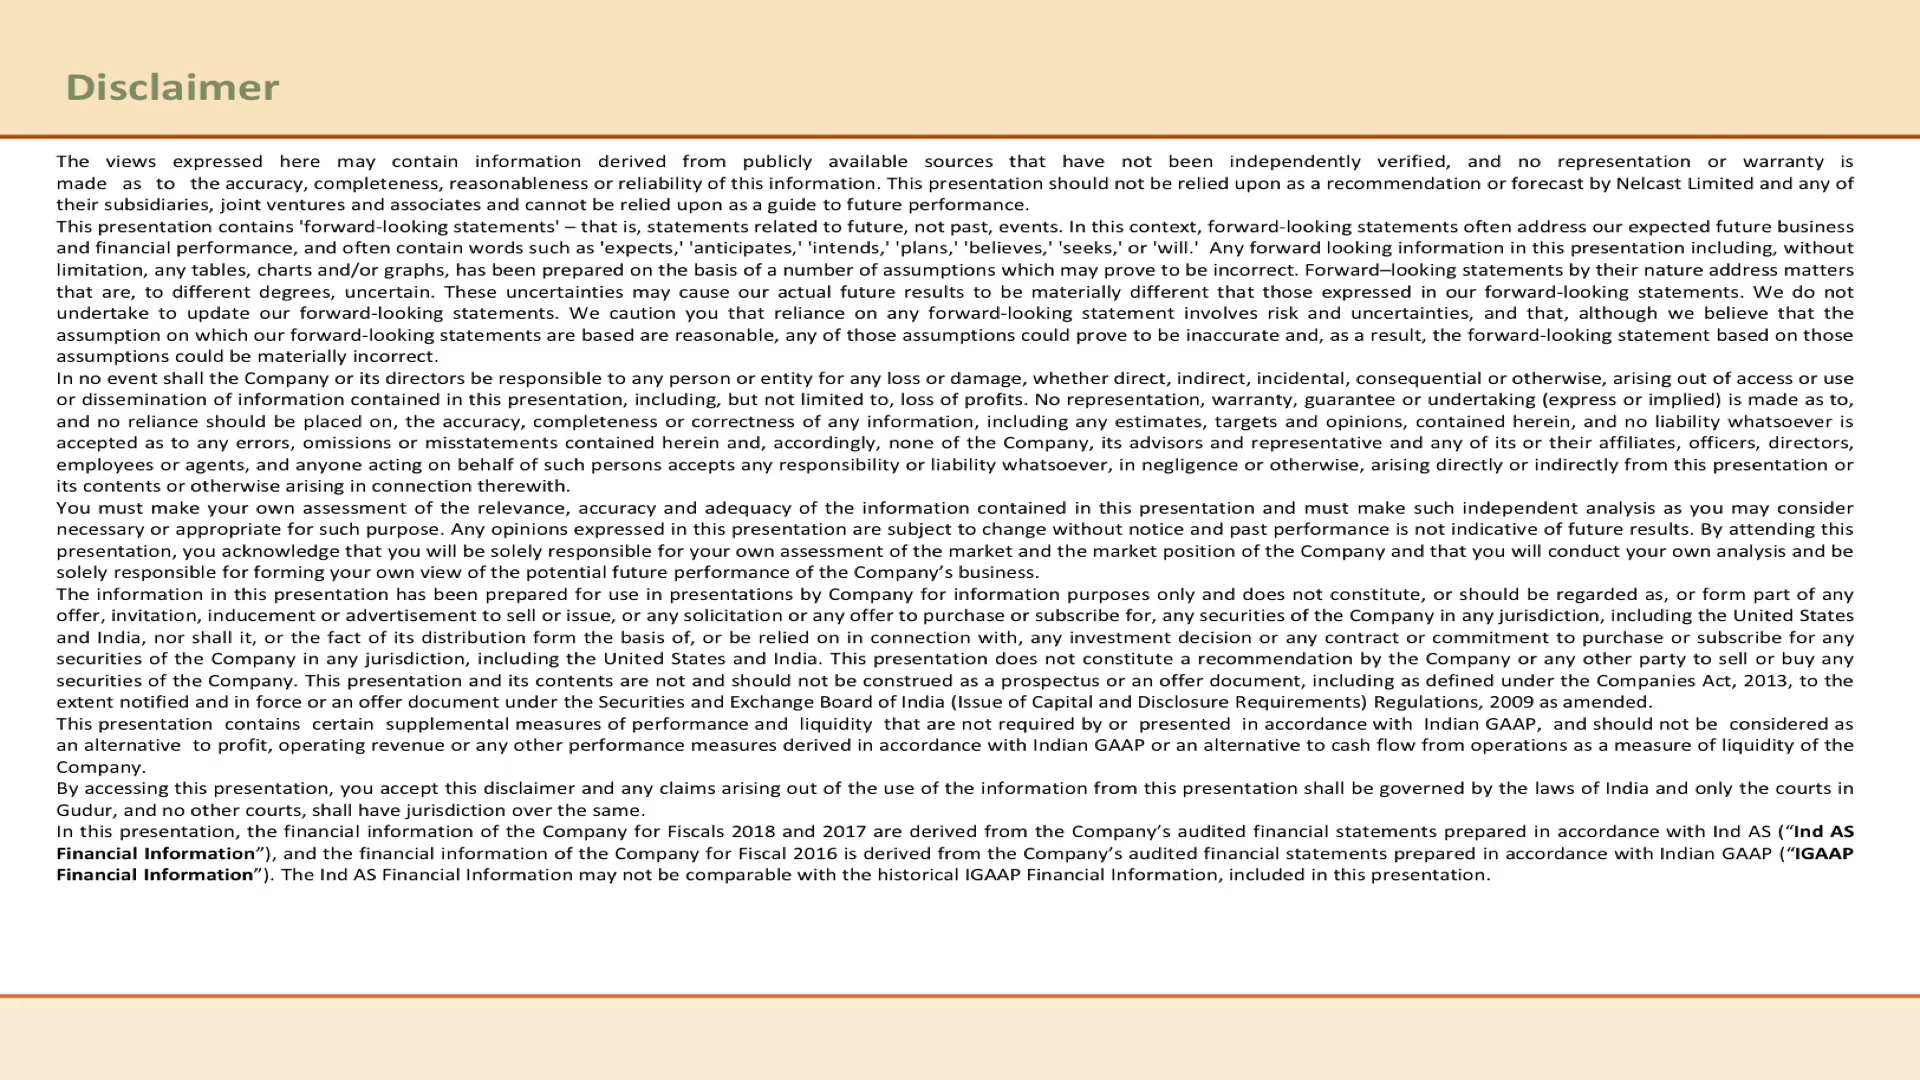 Disclaimer
The views expressed here may contain information derived from publicly available sources that have not been independently verified, and no representation or warranty is
made as to the accuracy, completeness, reasonableness or reliability of this information. This presentation should not be relied upon as a recommendation or forecast by Nelcast Limited and any of
their subsidiaries, joint ventures and associates and cannot be relied upon as a guide to future performance.
This presentation contains 'forward-looking statements' – that is, statements related to future, not past, events. In this context, forward-looking statements often address our expected future business
and financial performance, and often contain words such as 'expects,' 'anticipates,' 'intends,' 'plans,' 'believes,' 'seeks,' or 'will.' Any forward looking information in this presentation including, without
limitation, any tables, charts and/or graphs, has been prepared on the basis of a number of assumptions which may prove to be incorrect. Forward–looking statements by their nature address matters
that are, to different degrees, uncertain. These uncertainties may cause our actual future results to be materially different that those expressed in our forward-looking statements. We do not
undertake to update our forward-looking statements. We caution you that reliance on any forward-looking statement involves risk and uncertainties, and that, although we believe that the
assumption on which our forward-looking statements are based are reasonable, any of those assumptions could prove to be inaccurate and, as a result, the forward-looking statement based on those
assumptions could be materially incorrect.
In no event shall the Company or its directors be responsible to any person or entity for any loss or damage, whether direct, indirect, incidental, consequential or otherwise, arising out of access or use
or dissemination of information contained in this presentation, including, but not limited to, loss of profits. No representation, warranty, guarantee or undertaking (express or implied) is made as to,
and no reliance should be placed on, the accuracy, completeness or correctness of any information, including any estimates, targets and opinions, contained herein, and no liability whatsoever is
accepted as to any errors, omissions or misstatements contained herein and, accordingly, none of the Company, its advisors and representative and any of its or their affiliates, officers, directors,
employees or agents, and anyone acting on behalf of such persons accepts any responsibility or liability whatsoever, in negligence or otherwise, arising directly or indirectly from this presentation or
its contents or otherwise arising in connection therewith.
You must make your own assessment of the relevance, accuracy and adequacy of the information contained in this presentation and must make such independent analysis as you may consider
necessary or appropriate for such purpose. Any opinions expressed in this presentation are subject to change without notice and past performance is not indicative of future results. By attending this
presentation, you acknowledge that you will be solely responsible for your own assessment of the market and the market position of the Company and that you will conduct your own analysis and be
solely responsible for forming your own view of the potential future performance of the Company’s business.
The information in this presentation has been prepared for use in presentations by Company for information purposes only and does not constitute, or should be regarded as, or form part of any
offer, invitation, inducement or advertisement to sell or issue, or any solicitation or any offer to purchase or subscribe for, any securities of the Company in any jurisdiction, including the United States
and India, nor shall it, or the fact of its distribution form the basis of, or be relied on in connection with, any investment decision or any contract or commitment to purchase or subscribe for any
securities of the Company in any jurisdiction, including the United States and India. This presentation does not constitute a recommendation by the Company or any other party to sell or buy any
securities of the Company. This presentation and its contents are not and should not be construed as a prospectus or an offer document, including as defined under the Companies Act, 2013, to the
extent notified and in force or an offer document under the Securities and Exchange Board of India (Issue of Capital and Disclosure Requirements) Regulations, 2009 as amended.
This presentation contains certain supplemental measures of performance and liquidity that are not required by or presented in accordance with Indian GAAP, and should not be considered as
an alternative to profit, operating revenue or any other performance measures derived in accordance with Indian GAAP or an alternative to cash flow from operations as a measure of liquidity of the
Company.
By accessing this presentation, you accept this disclaimer and any claims arising out of the use of the information from this presentation shall be governed by the laws of India and only the courts in
Gudur, and no other courts, shall have jurisdiction over the same.
In this presentation, the financial information of the Company for Fiscals 2018 and 2017 are derived from the Company’s audited financial statements prepared in accordance with Ind AS (“Ind AS
Financial Information”), and the financial information of the Company for Fiscal 2016 is derived from the Company’s audited financial statements prepared in accordance with Indian GAAP (“IGAAP
Financial Information”). The Ind AS Financial Information may not be comparable with the historical IGAAP Financial Information, included in this presentation.